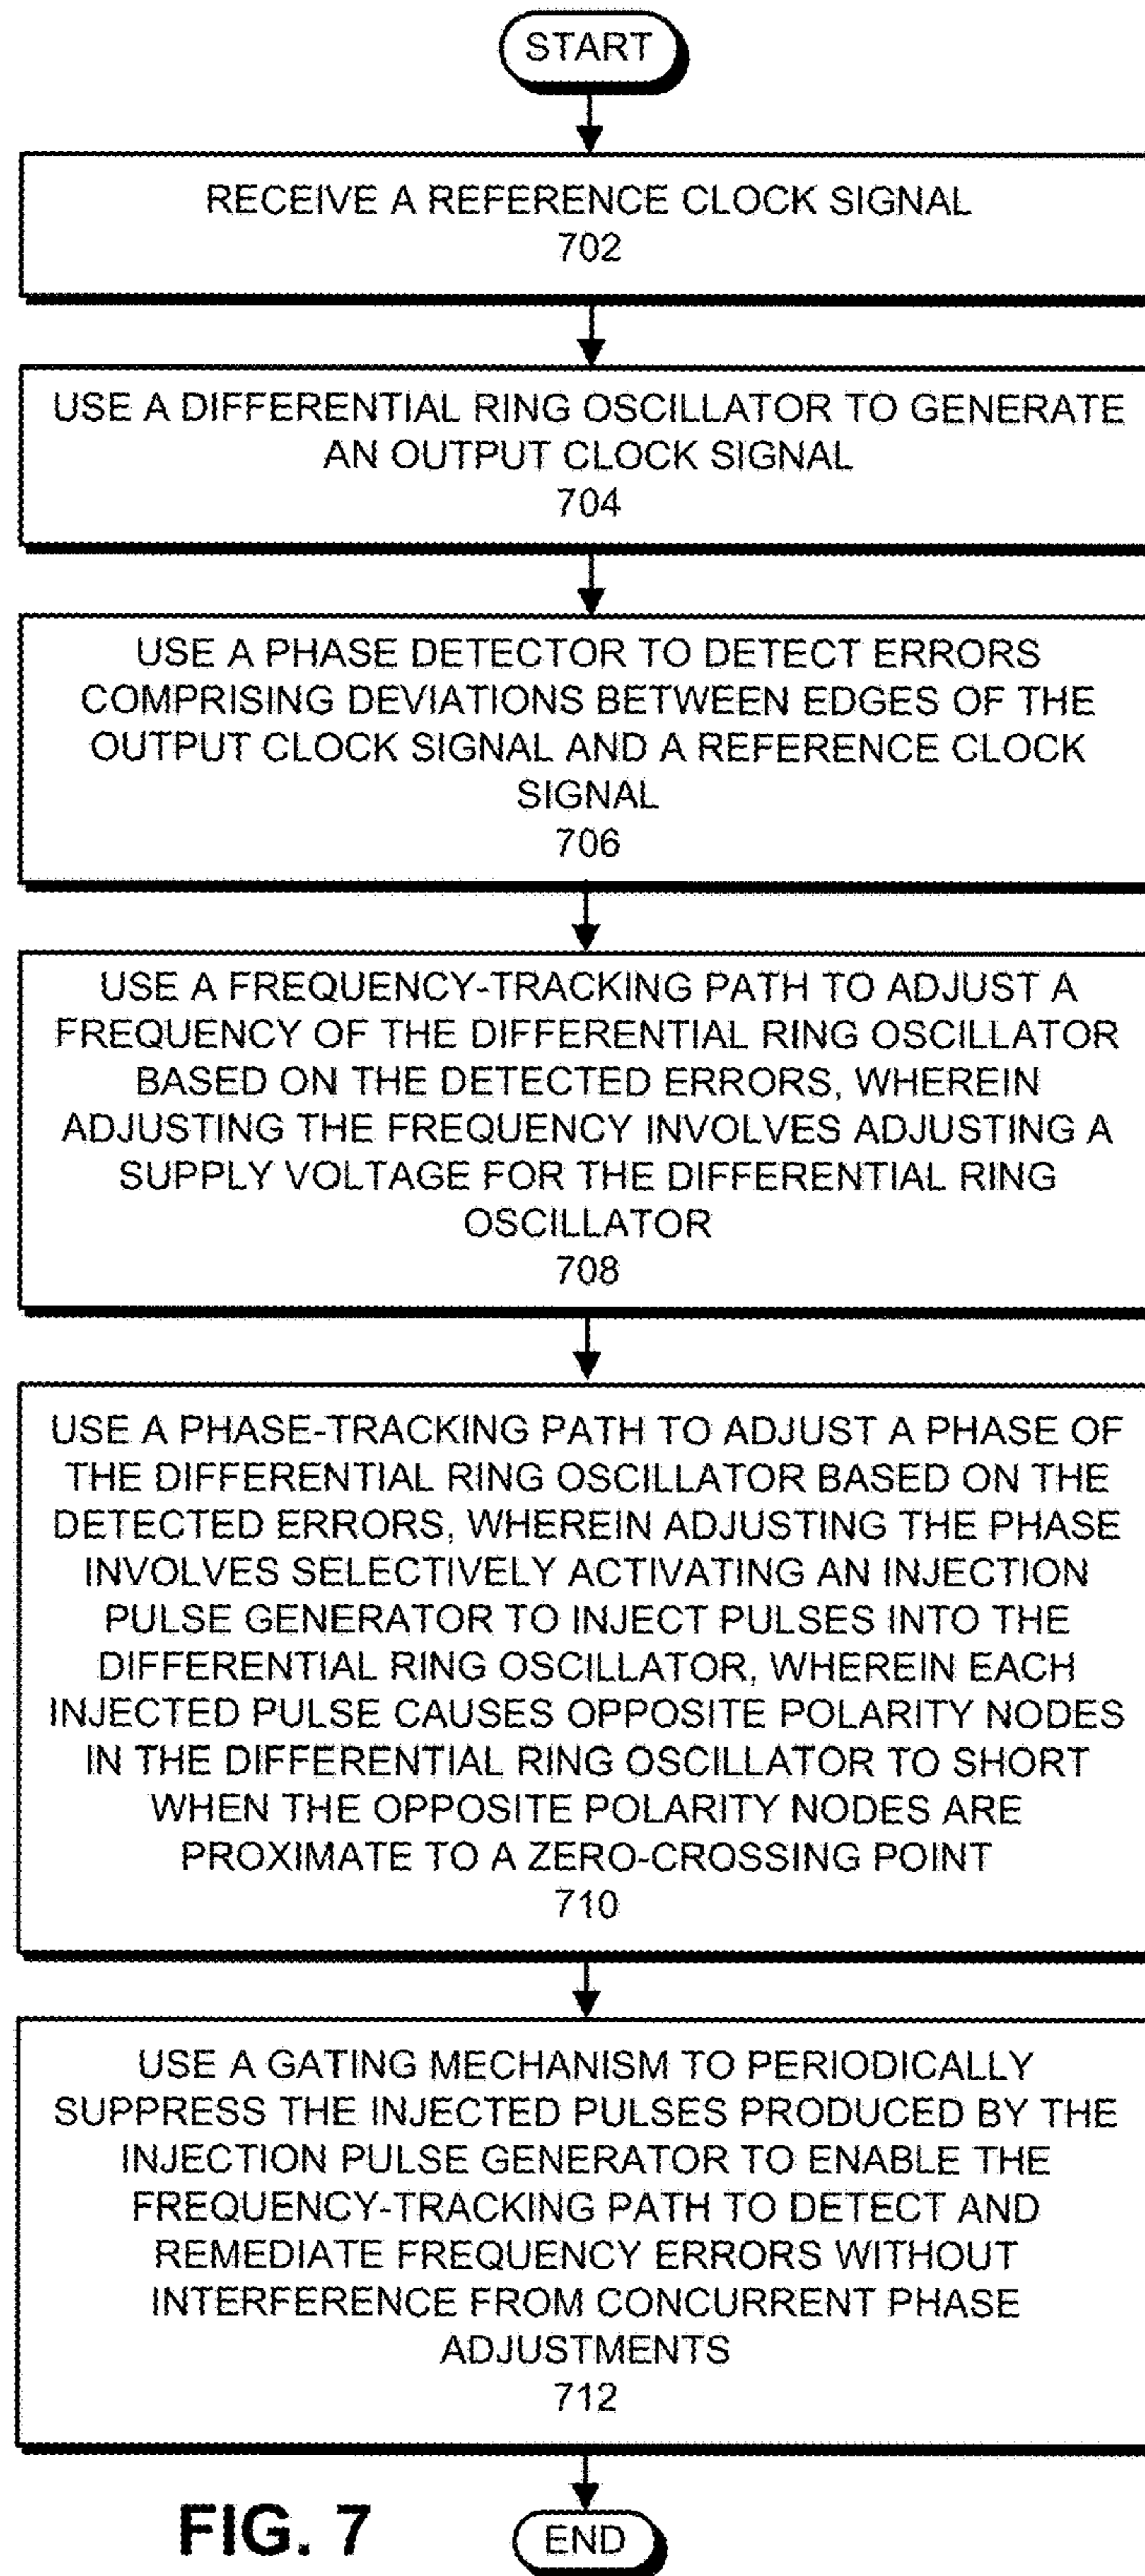 START
RECEIVE A REFERENCE CLOCK SIGNAL
702
USE A DIFFERENTIAL RING OSCILLATOR TO GENERATE
AN OUTPUT CLOCK SIGNAL
704
USE A PHASE DETECTOR TO DETECT ERRORS
COMPRISING DEVIATIONS BETWEEN EDGES OF THE
OUTPUT CLOCK SIGNAL AND A REFERENCE CLOCK
SIGNAL
706
USE A FREQUENCY-TRACKING PATH TO ADJUST A
FREQUENCY OF THE DIFFERENTIAL RING OSCILLATOR
BASED ON THE DETECTED ERRORS, WHEREIN
ADJUSTING THE FREQUENCY INVOLVES ADJUSTING A
SUPPLY VOLTAGE FOR THE DIFFERENTIAL RING
OSCILLATOR
708
USE A PHASE-TRACKING PATH TO ADJUST A PHASE OF
THE DIFFERENTIAL RING OSCILLATOR BASED ON THE
DETECTED ERRORS, WHEREIN ADJUSTING THE PHASE
INVOLVES SELECTIVELY ACTIVATING AN INJECTION
PULSE GENERATOR TO INJECT PULSES INTO THE
DIFFERENTIAL RING OSCILLATOR, WHEREIN EACH
INJECTED PULSE CAUSES OPPOSITE POLARITY NODES
IN THE DIFFERENTIAL RING OSCILLATOR TO SHORT
WHEN THE OPPOSITE POLARITY NODES ARE
PROXIMATE TO A ZERO-CROSSING POINT
710
USE A GATING MECHANISM TO PERIODICALLY
SUPPRESS THE INJECTED PULSES PRODUCED BY THE
INJECTION PULSE GENERATOR TO ENABLE THE
FREQUENCY-TRACKING PATH TO DETECT AND
REMEDIATE FREQUENCY ERRORS WITHOUT
INTERFERENCE FROM CONCURRENT PHASE
ADJUSTMENTS
712
FIG. 7
END